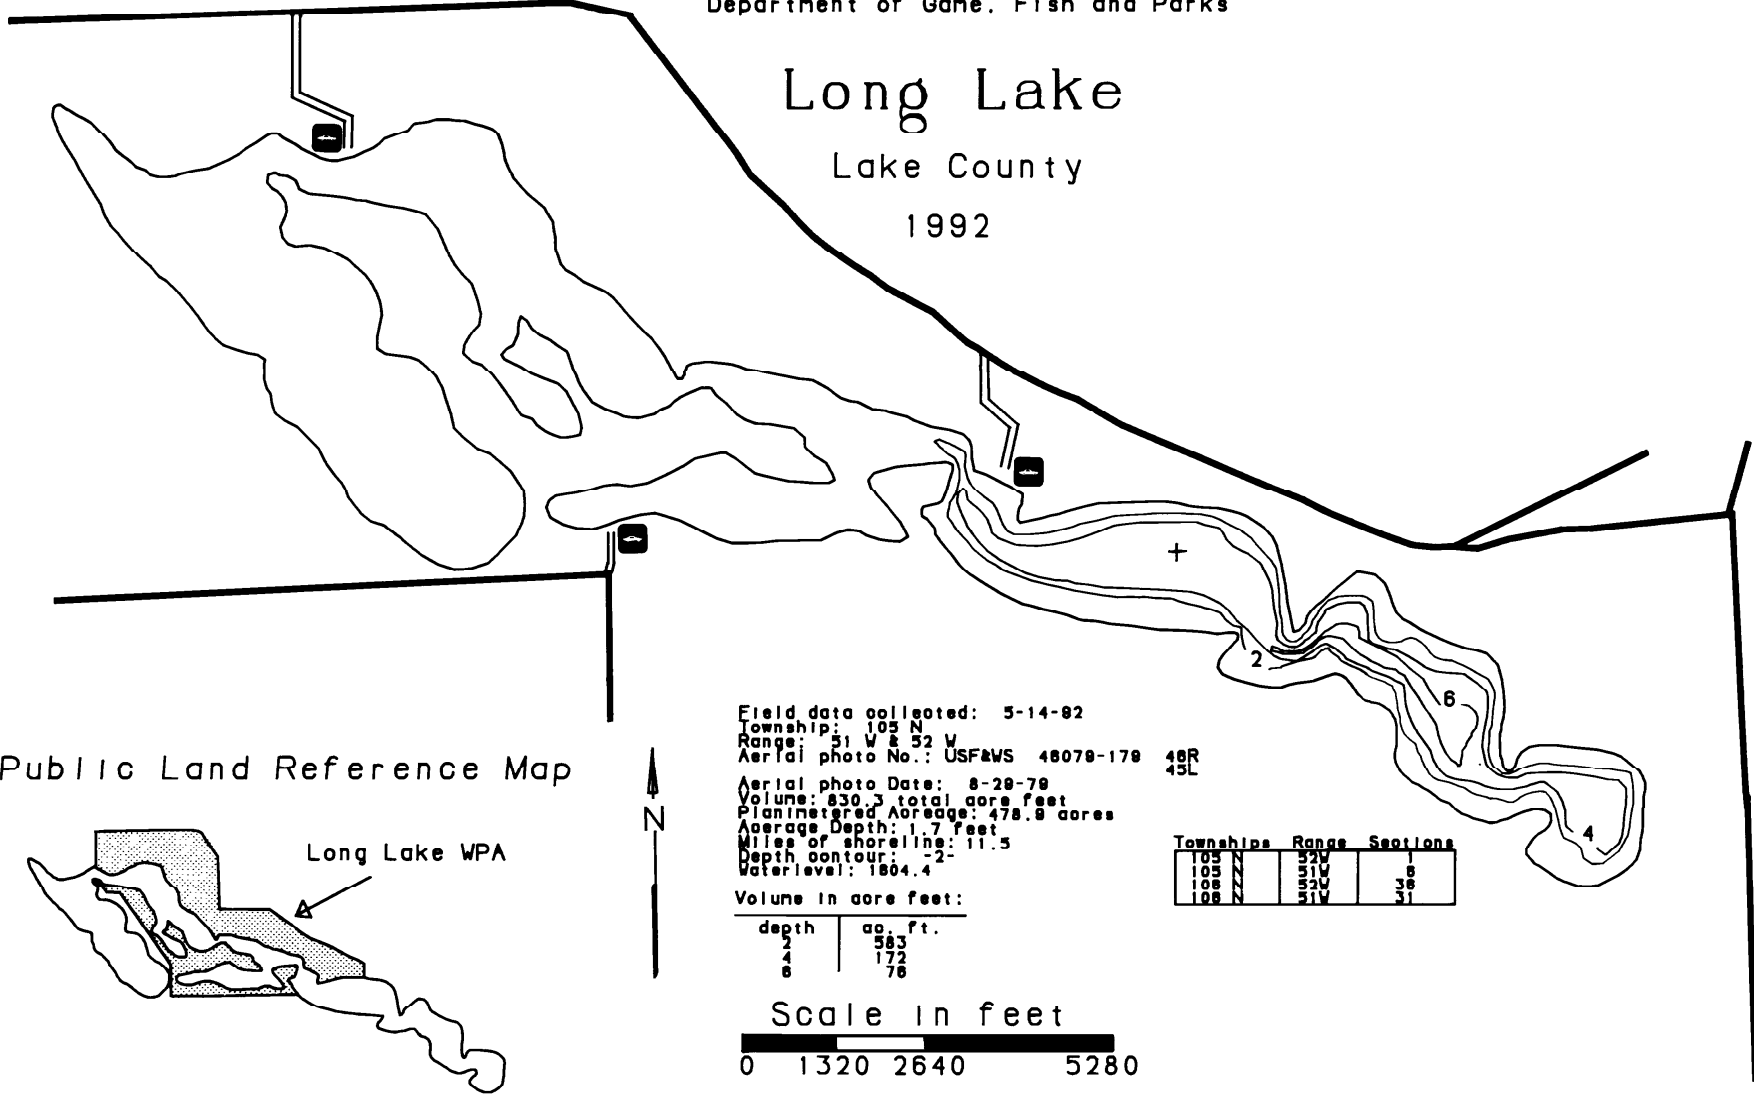 Department of Game, Fish and Parks
Long Lake
Lake County
1992
2
6
4
Field data collected: 5-14-92
Township: 105 N
Range: 51 W & 52 W
Aerial photo No.: USF&WS 46079-179 46R
45L
Aerial photo Date: 8-29-79
Volume: 830.3 total acre feet
Planimetered Acreage: 478.9 acres
Aaerage Depth: 1.7 feet
Miles of shoreline: 11.5
Depth contour: -2-
Waterlevel: 1604.4
Volume in acre feet:
depth ac. ft.
2 583
4 172
6 76
Townships Range Sections
105 N 52W 1
105 N 51W 6
106 N 52W 36
106 N 51W 31
Public Land Reference Map
Long Lake WPA
N
Scale in feet
0 1320 2640 5280